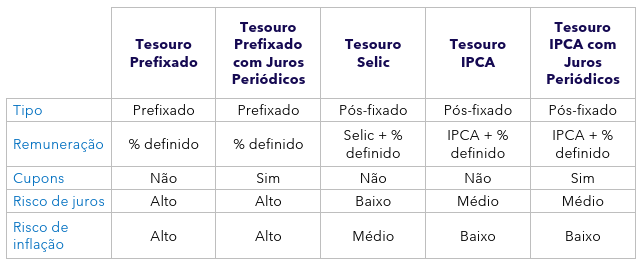 Tesouro Prefixado
Tesouro Prefixado com Juros Periódicos
Tesouro Selic
Tesouro IPCA
Tesouro IPCA com Juros Periódicos
Tipo Prefixado Prefixado Pós-fixado Pós-fixado Pós-fixado
Remuneração % definido % definido Selic + % definido IPCA + % definido IPCA + % definido
Cupons Não Sim Não Não Sim
Risco de juros Alto Alto Baixo Médio Médio
Risco de inflação Alto Alto Médio Baixo Baixo